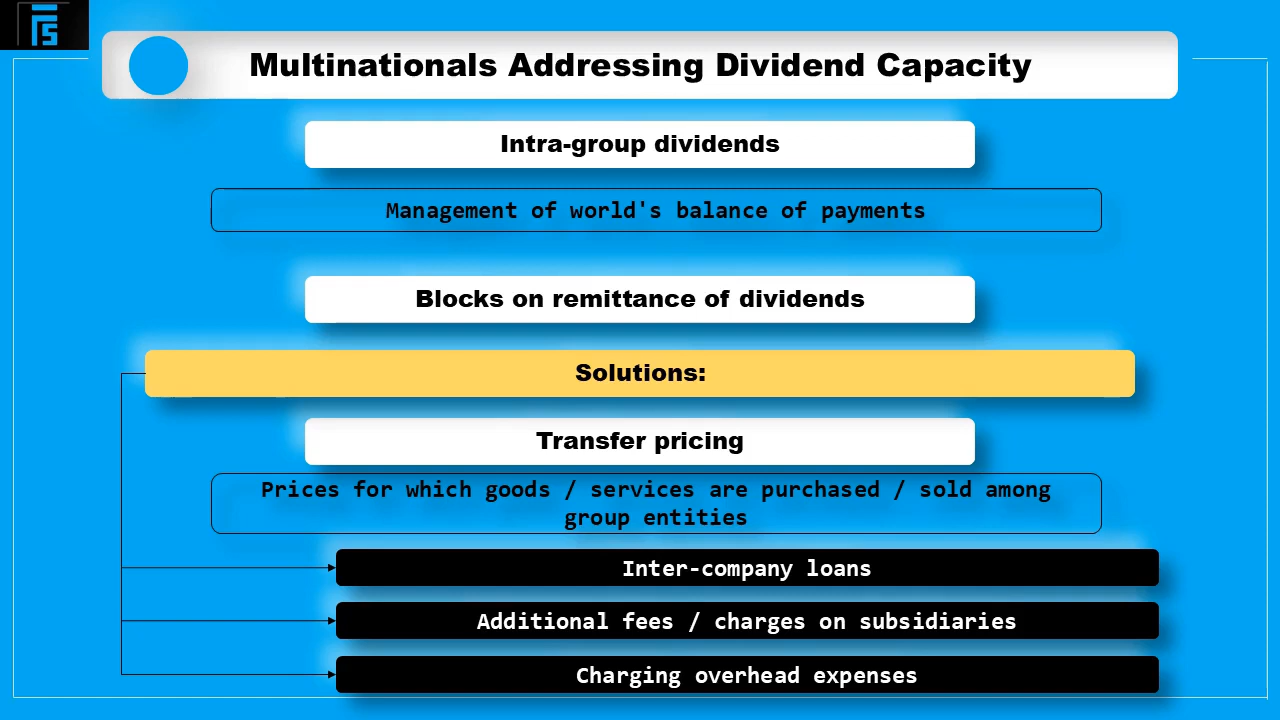 Multinationals Addressing Dividend Capacity
Intra-group dividends
Management of world's balance of payments
Blocks on remittance of dividends
Solutions:
Transfer pricing
Prices for which goods / services are purchased / sold among
group entities
Inter-company loans
Additional fees / charges on subsidiaries
Charging overhead expenses